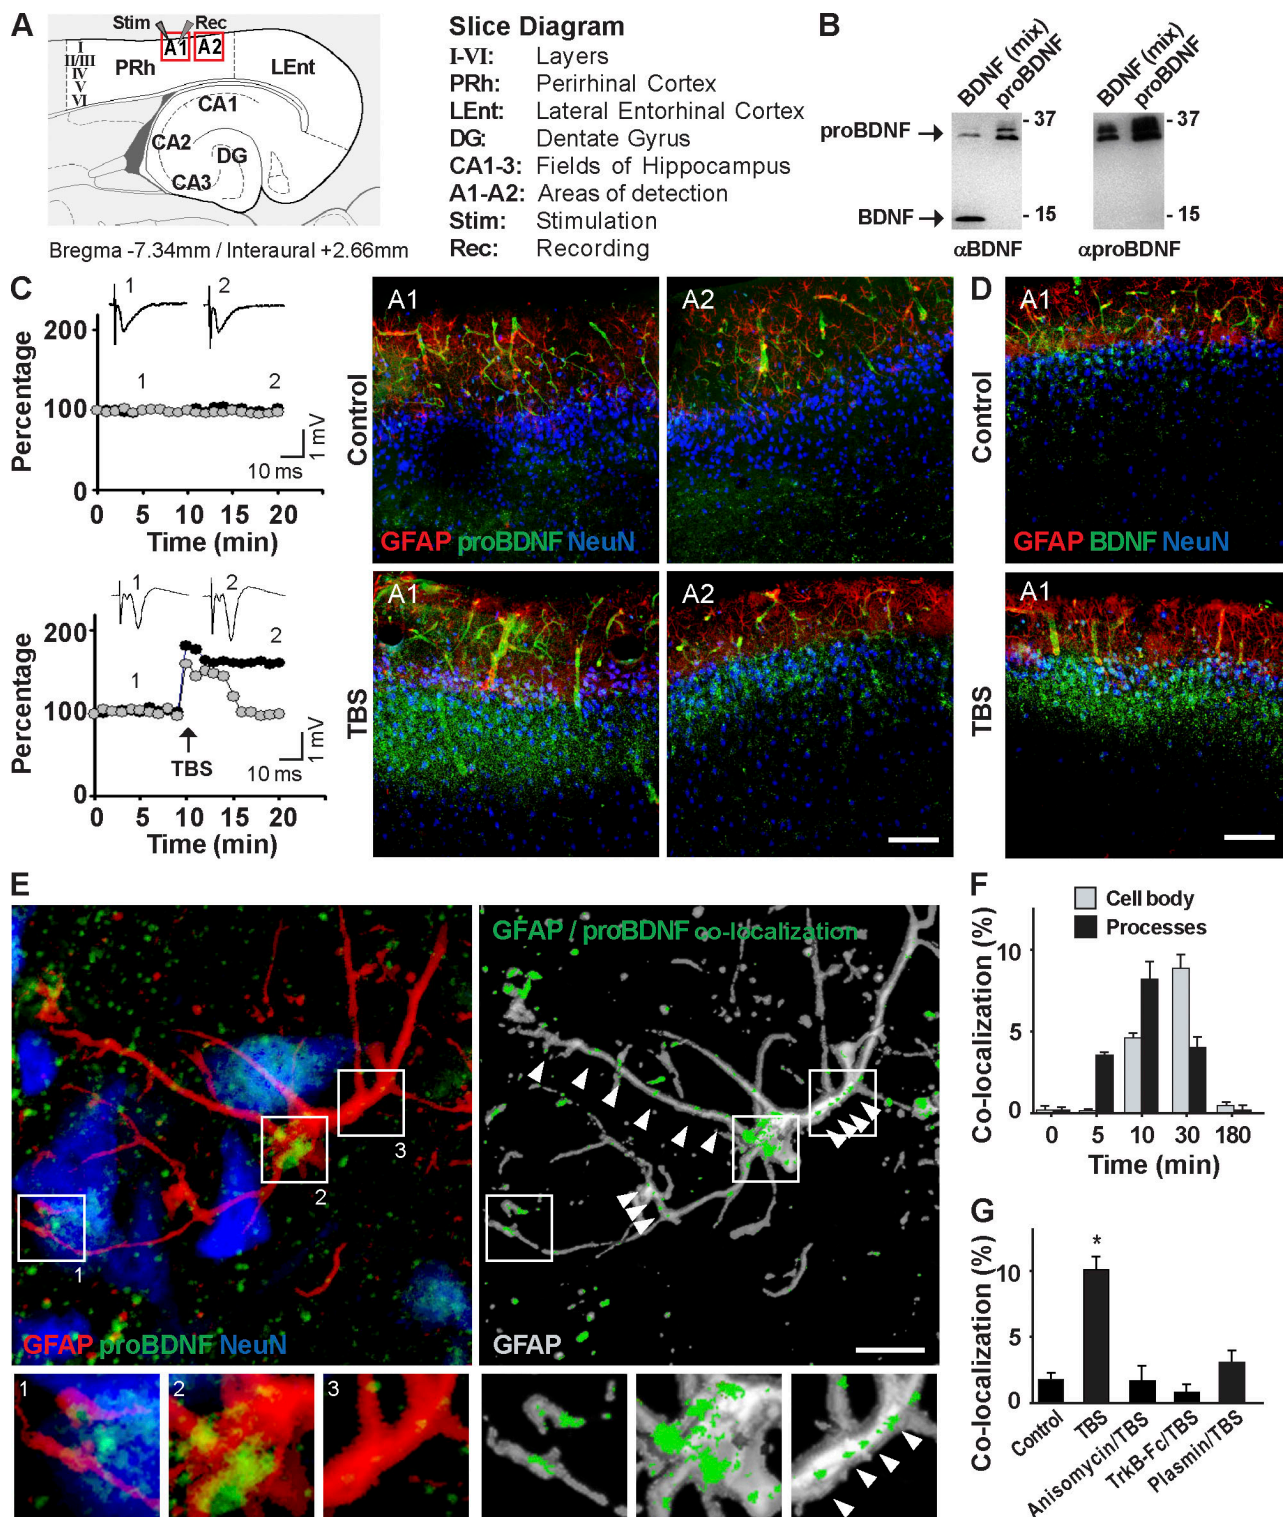 A
Stim
Rec
A1
A2
I
II/III
IV
V
VI
PRh
LEnt
CA1
CA2
DG
CA3
Bregma -7.34mm / Interaural +2.66mm
Slice Diagram
I-VI: Layers
PRh: Perirhinal Cortex
LEnt: Lateral Entorhinal Cortex
DG: Dentate Gyrus
CA1-3: Fields of Hippocampus
A1-A2: Areas of detection
Stim: Stimulation
Rec: Recording
B
BDNF (mix)
proBDNF
BDNF (mix)
proBDNF
proBDNF
- 37
- 37
BDNF
- 15
- 15
αBDNF
αproBDNF
C
1
2
200
100
0
Percentage
1
2
1 mV
10 ms
0 5 10 15 20
Time (min)
1
2
200
100
0
Percentage
1
2
TBS
1 mV
10 ms
0 5 10 15 20
Time (min)
Control
A1
A2
GFAP proBDNF NeuN
TBS
A1
A2
D
Control
A1
GFAP BDNF NeuN
TBS
A1
E
1
2
3
GFAP proBDNF NeuN
GFAP / proBDNF co-localization
GFAP
1
2
3
F
Cell body
Processes
Co-localization (%)
10
5
0
0 5 10 30 180
Time (min)
G
Co-localization (%)
10
5
0
*
Control
TBS
Anisomycin/TBS
TrkB-Fc/TBS
Plasmin/TBS